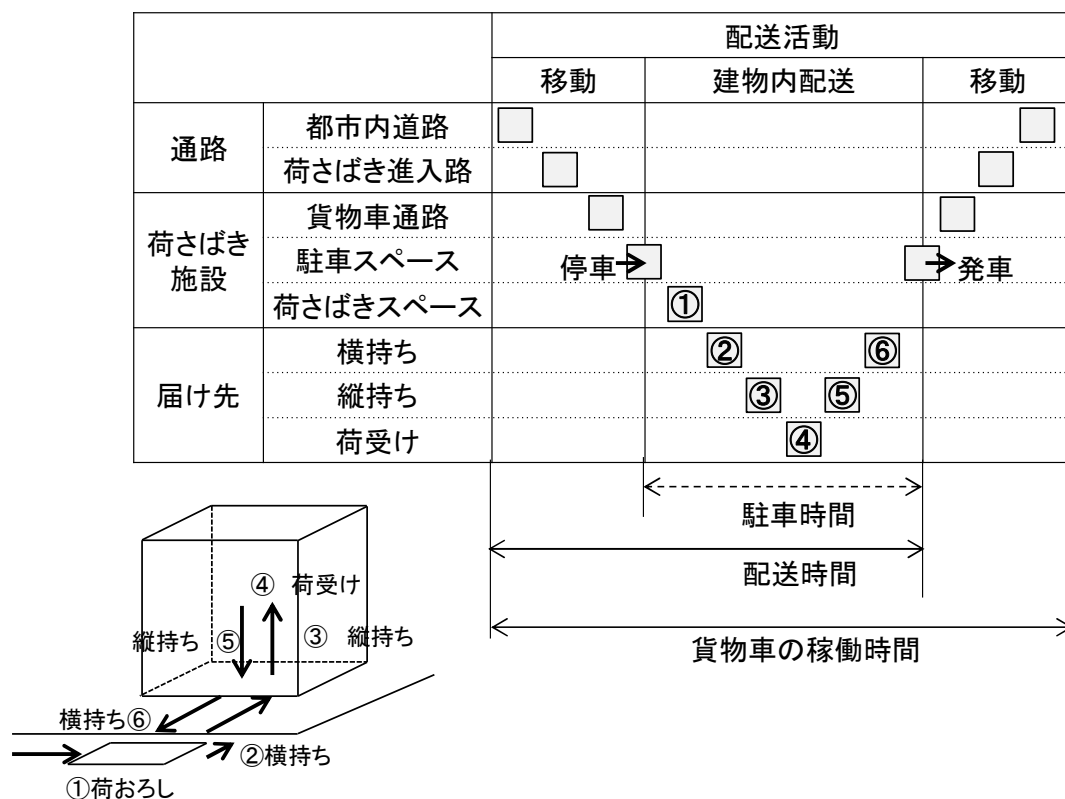 配送活動
移動 建物内配送 移動
通路 都市内道路
荷さばき進入路
荷さばき施設 貨物車通路
駐車スペース 停車 発車
荷さばきスペース ①
届け先 横持ち ② ⑥
縦持ち ③ ⑤
荷受け ④
駐車時間
配送時間
貨物車の稼働時間
④ 荷受け
縦持ち ⑤ ③ 縦持ち
横持ち⑥
②横持ち
①荷おろし